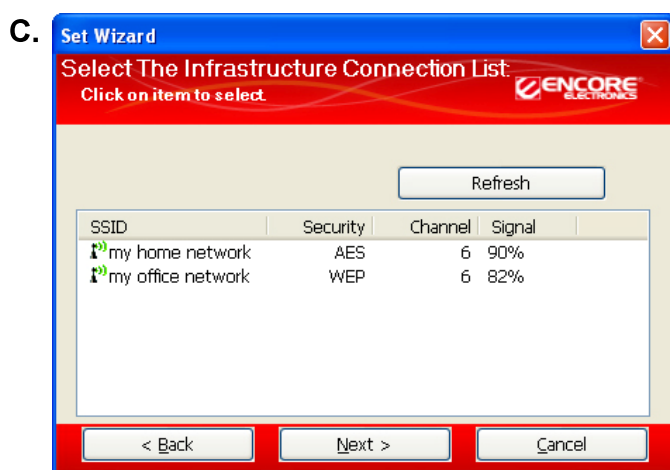 C.
Set Wizard
Select The Infrastructure Connection List:
Click on item to select.
ENCORE
ELECTRONICS
Refresh
SSID Security Channel Signal
my home network AES 6 90%
my office network WEP 6 82%
< Back Next > Cancel